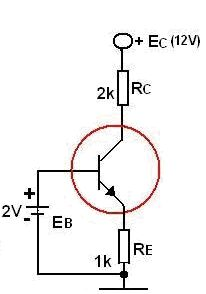 + EC (12V)
2k RC
+
2V EB
-
1k RE